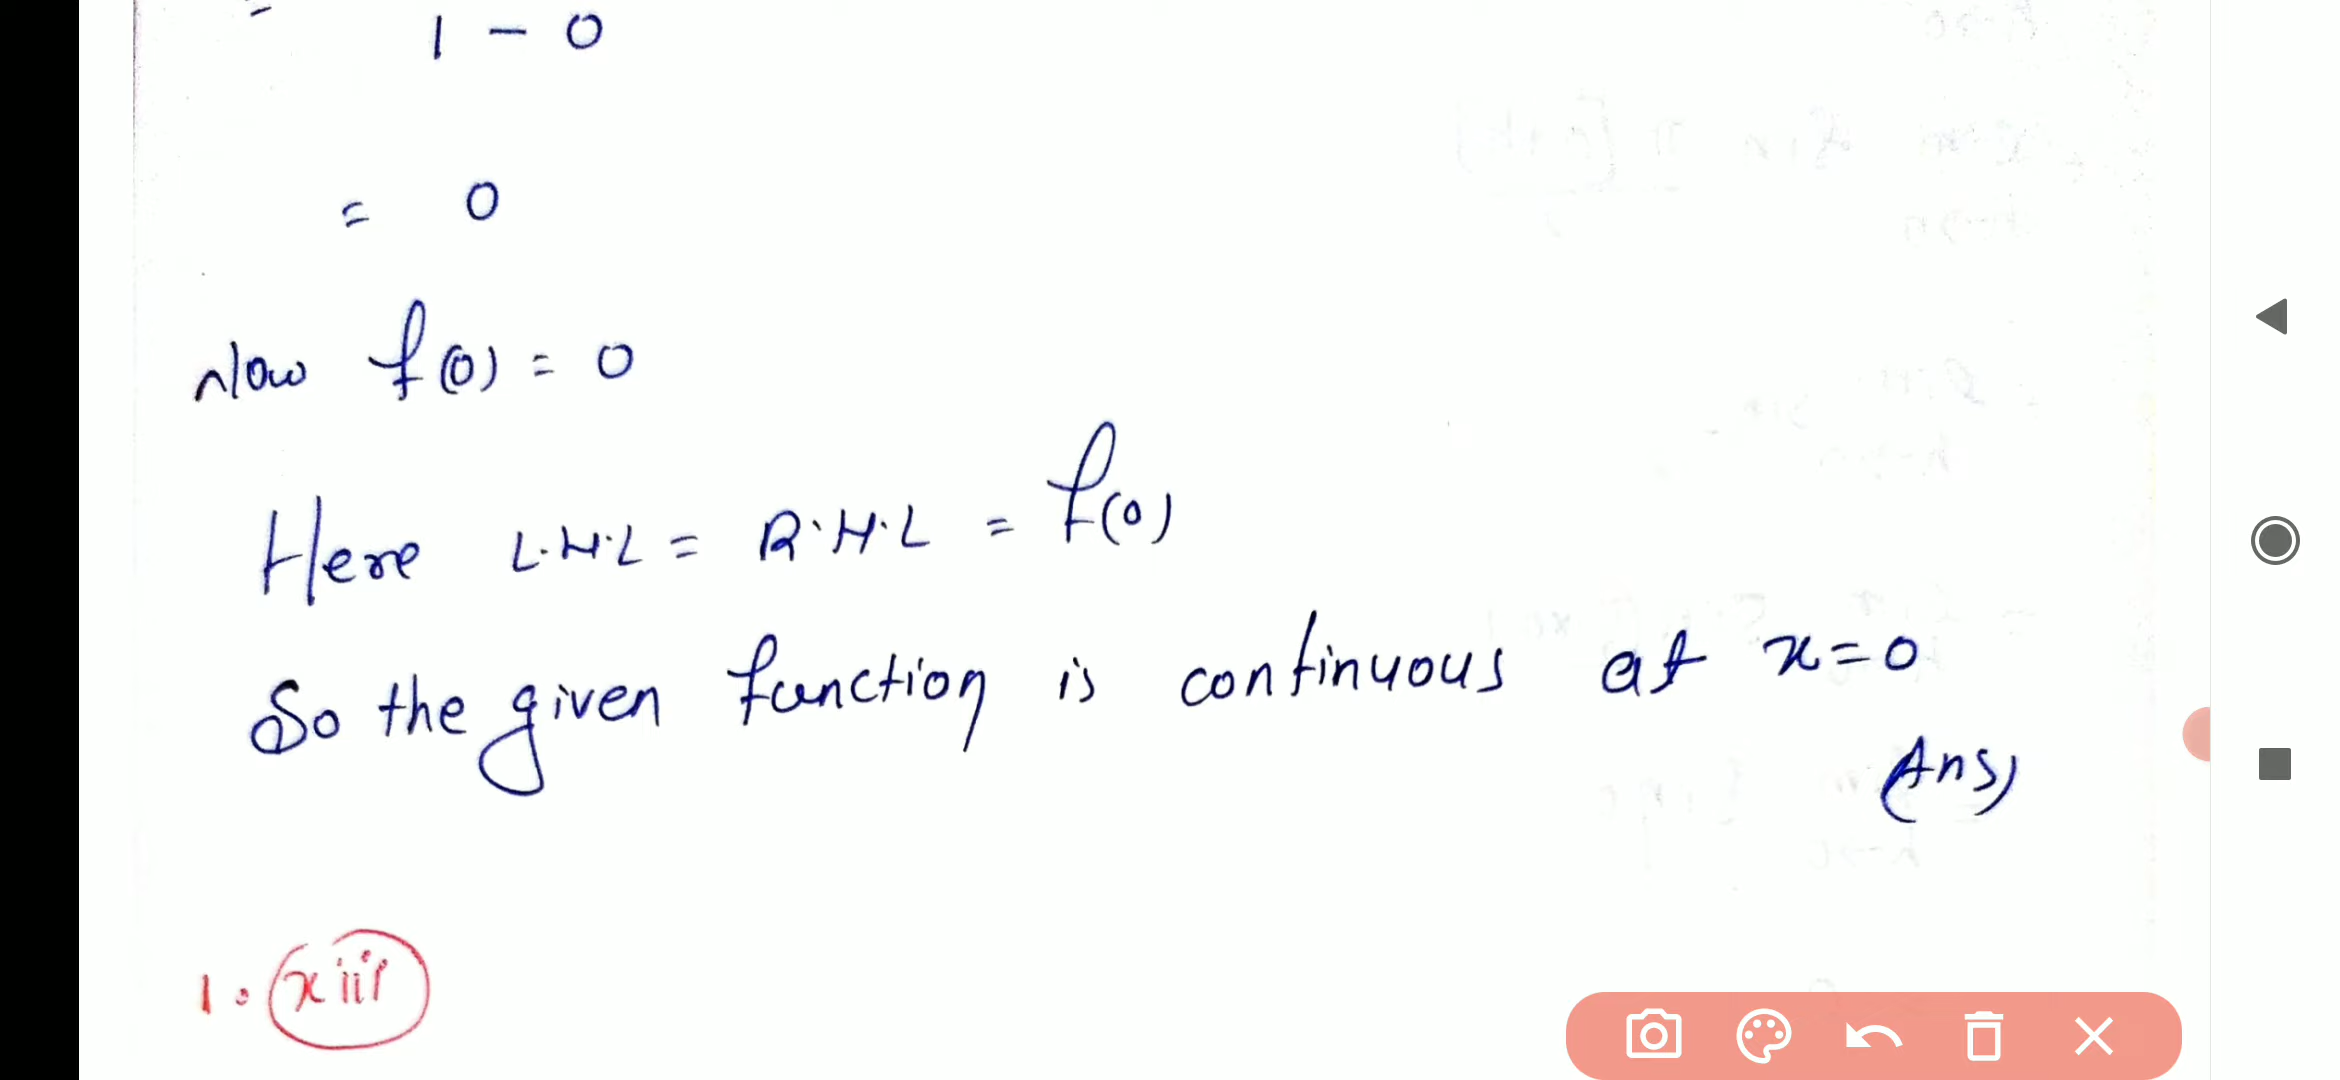 =
1 - 0
= 0
Now f(0) = 0
Here L.H.L = R.H.L = f(0)
So the given function is continuous at x=0
(Ans)
1. xiii